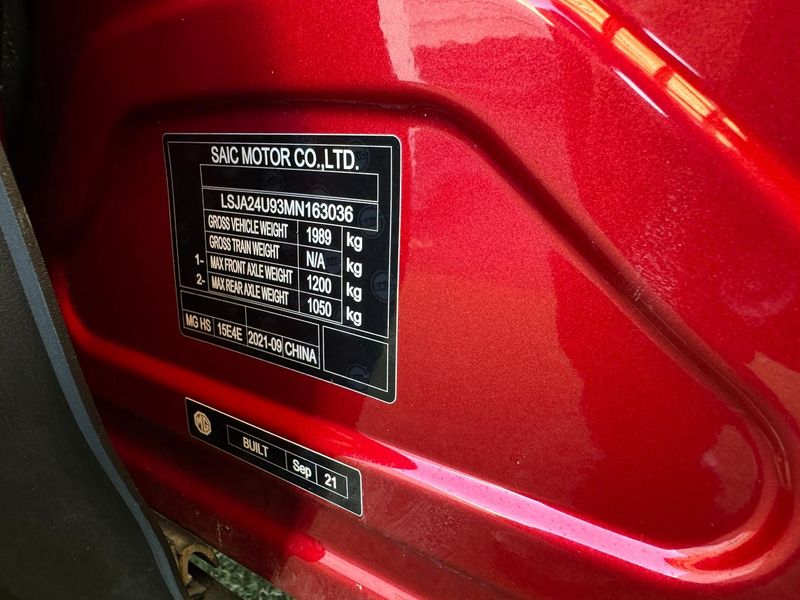 SAIC MOTOR CO.,LTD.
LSJA24U93MN163036
GROSS VEHICLE WEIGHT 1989 kg
GROSS TRAIN WEIGHT N/A kg
1- MAX FRONT AXLE WEIGHT 1200 kg
2- MAX REAR AXLE WEIGHT 1050 kg
MG HS 15E4E 2021-09 CHINA
MG BUILT Sep 21